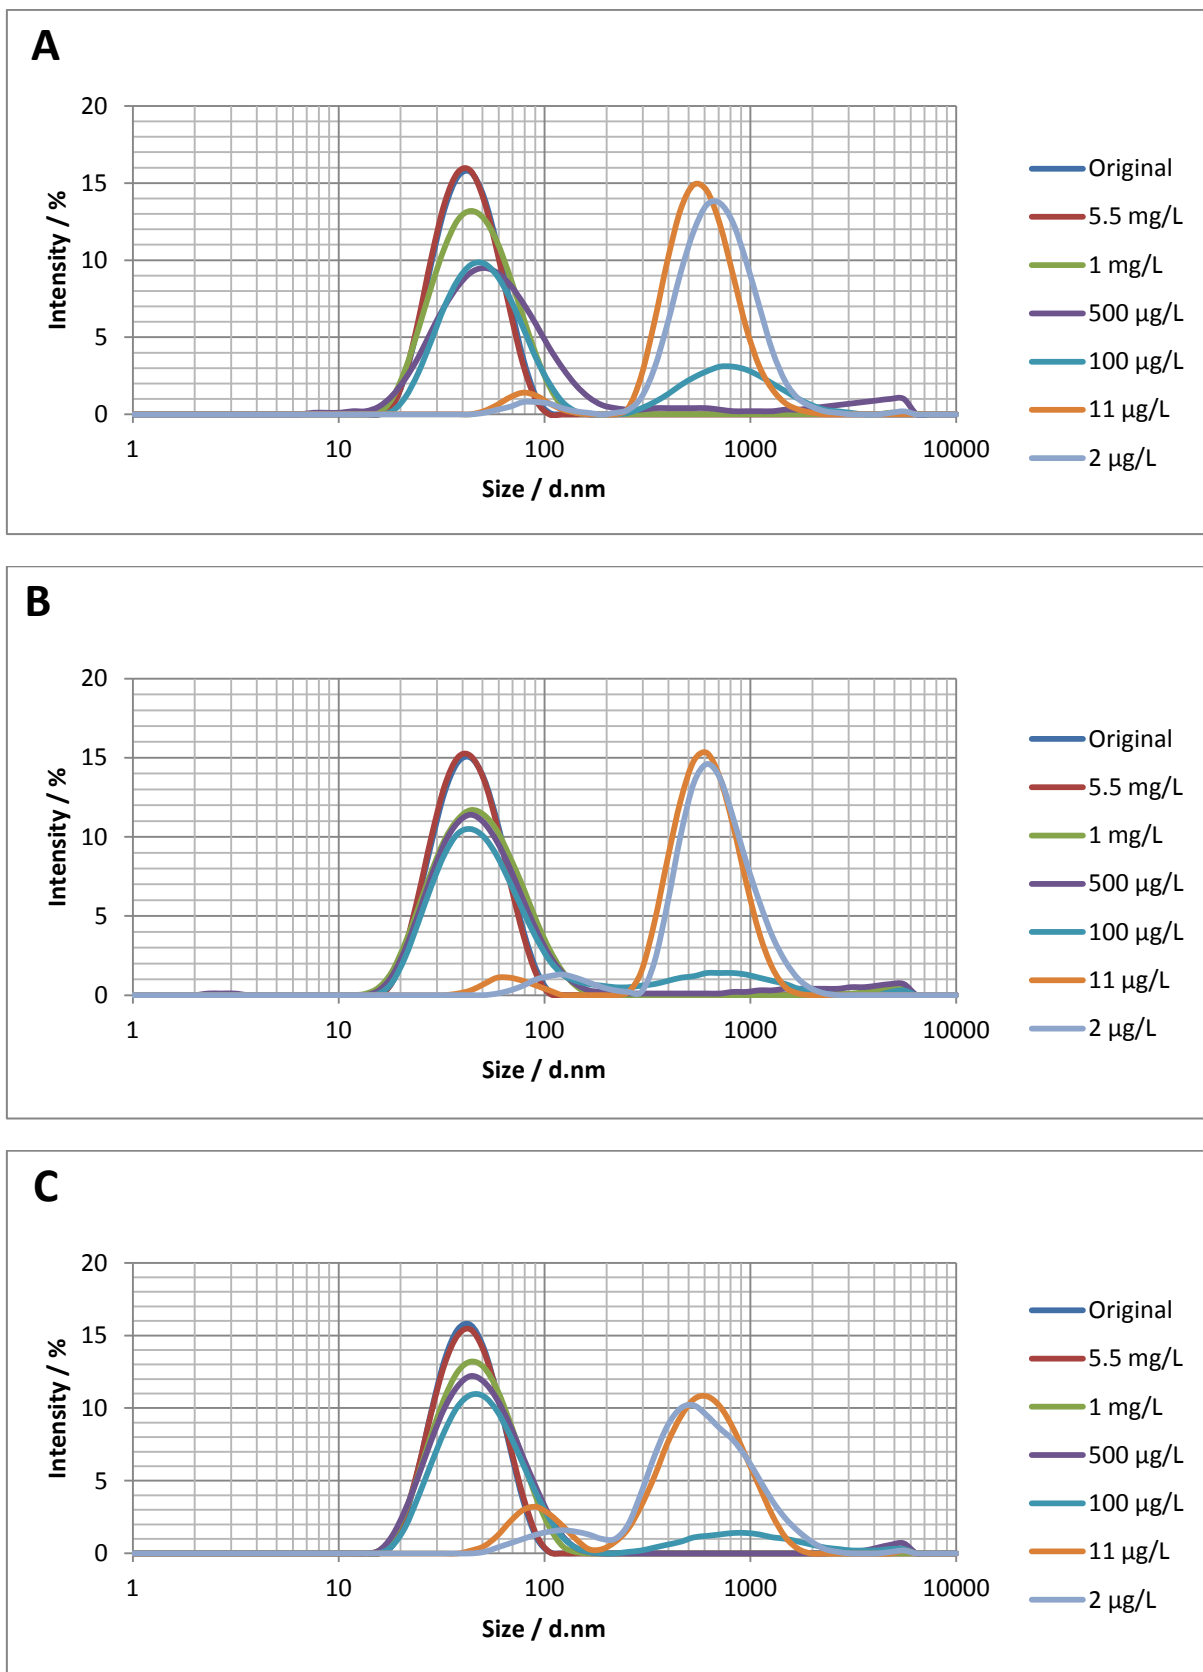 A
20
15
10
5
0
Intensity / %
1 10 100 1000 10000
Size / d.nm
Original
5.5 mg/L
1 mg/L
500 µg/L
100 µg/L
11 µg/L
2 µg/L
B
20
15
10
5
0
Intensity / %
1 10 100 1000 10000
Size / d.nm
Original
5.5 mg/L
1 mg/L
500 µg/L
100 µg/L
11 µg/L
2 µg/L
C
20
15
10
5
0
Intensity / %
1 10 100 1000 10000
Size / d.nm
Original
5.5 mg/L
1 mg/L
500 µg/L
100 µg/L
11 µg/L
2 µg/L